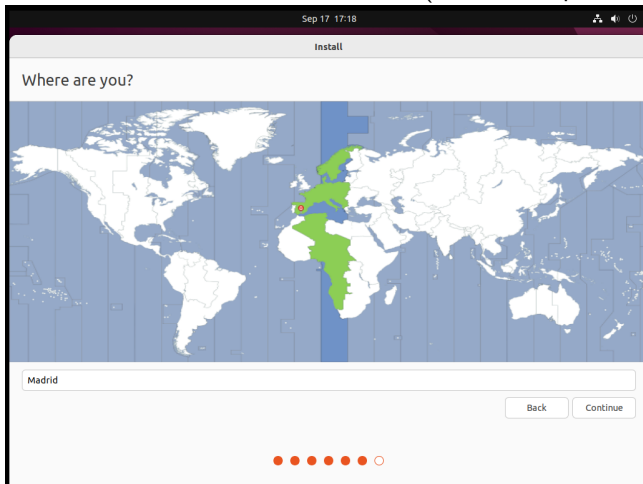 Sep 17 17:18
Install
Where are you?
Madrid
Back
Continue